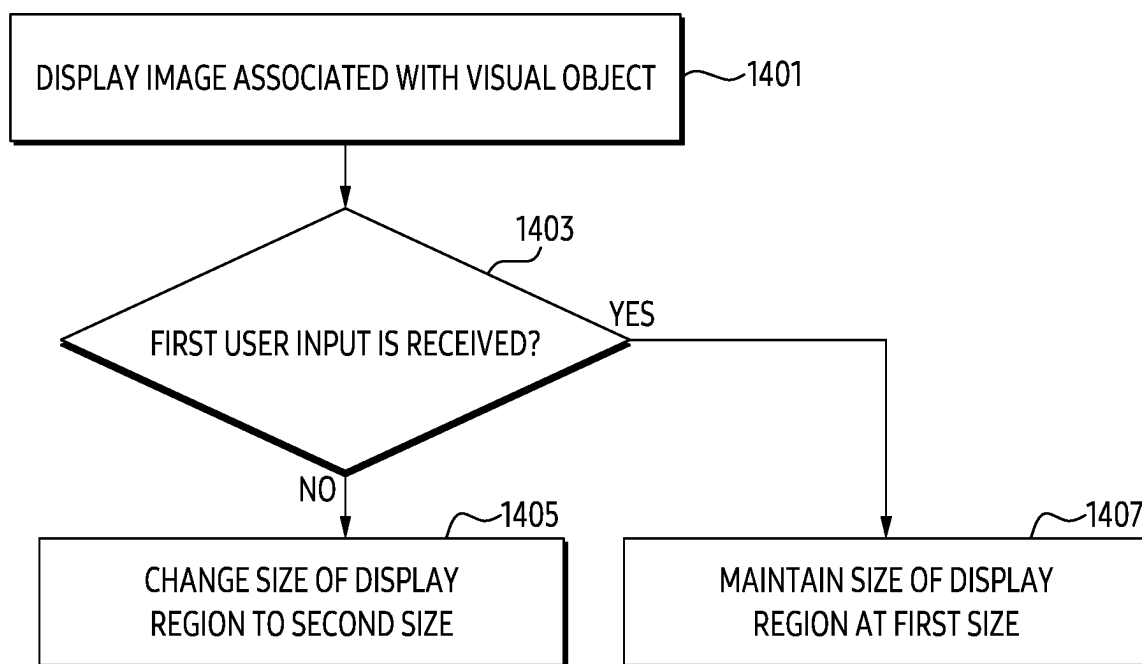 DISPLAY IMAGE ASSOCIATED WITH VISUAL OBJECT
1401
1403
FIRST USER INPUT IS RECEIVED?
YES
NO
1405
CHANGE SIZE OF DISPLAY
REGION TO SECOND SIZE
1407
MAINTAIN SIZE OF DISPLAY
REGION AT FIRST SIZE